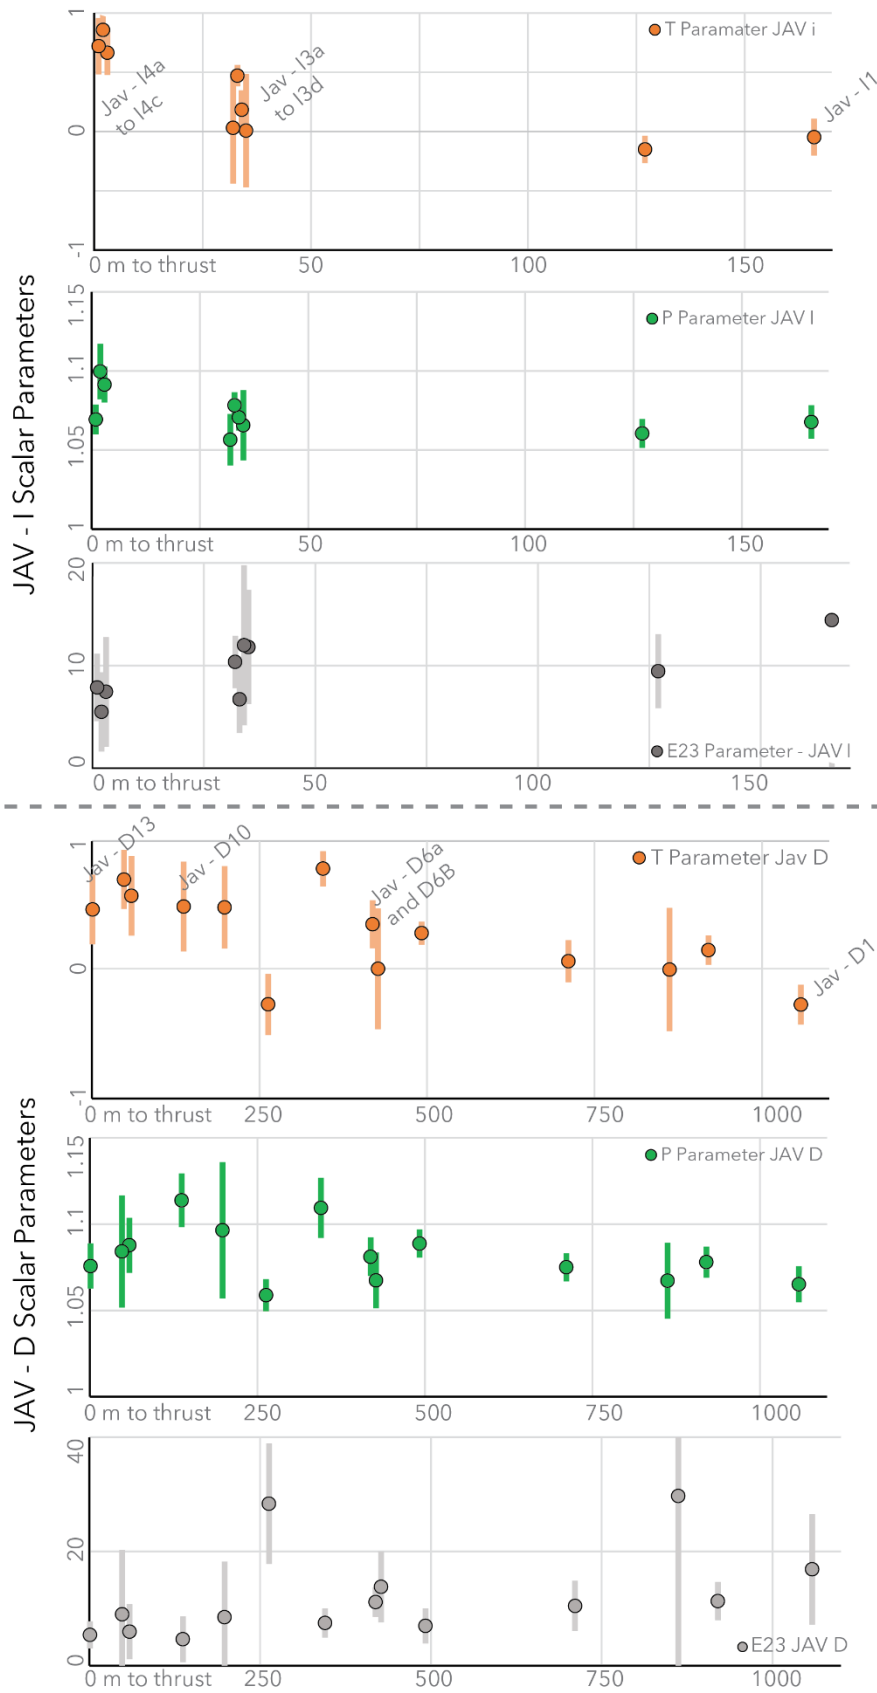 JAV - I Scalar Parameters
1
T Paramater JAV i
Jav - I4a
to I4c
Jav - I3a
to I3d
Jav - I1
0
-1
0 m to thrust
50
100
150
1.15
P Parameter JAV I
1.1
1.05
1
0 m to thrust
50
100
150
20
10
E23 Parameter - JAV I
0
0 m to thrust
50
100
150
JAV - D Scalar Parameters
1
Jav - D13
Jav - D10
Jav - D6a
and D6B
T Parameter Jav D
0
Jav - D1
-1
0 m to thrust
250
500
750
1000
1.15
P Parameter JAV D
1.1
1.05
1
0 m to thrust
250
500
750
1000
40
20
E23 JAV D
0
0 m to thrust
250
500
750
1000